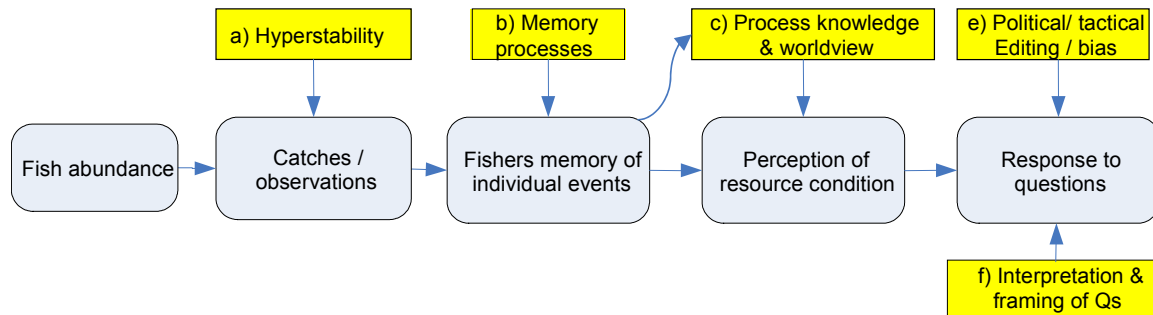 a) Hyperstability
b) Memory
processes
c) Process knowledge
& worldview
e) Political/ tactical
Editing / bias
Fish abundance
Catches /
observations
Fishers memory of
individual events
Perception of
resource condition
Response to
questions
f) Interpretation &
framing of Qs